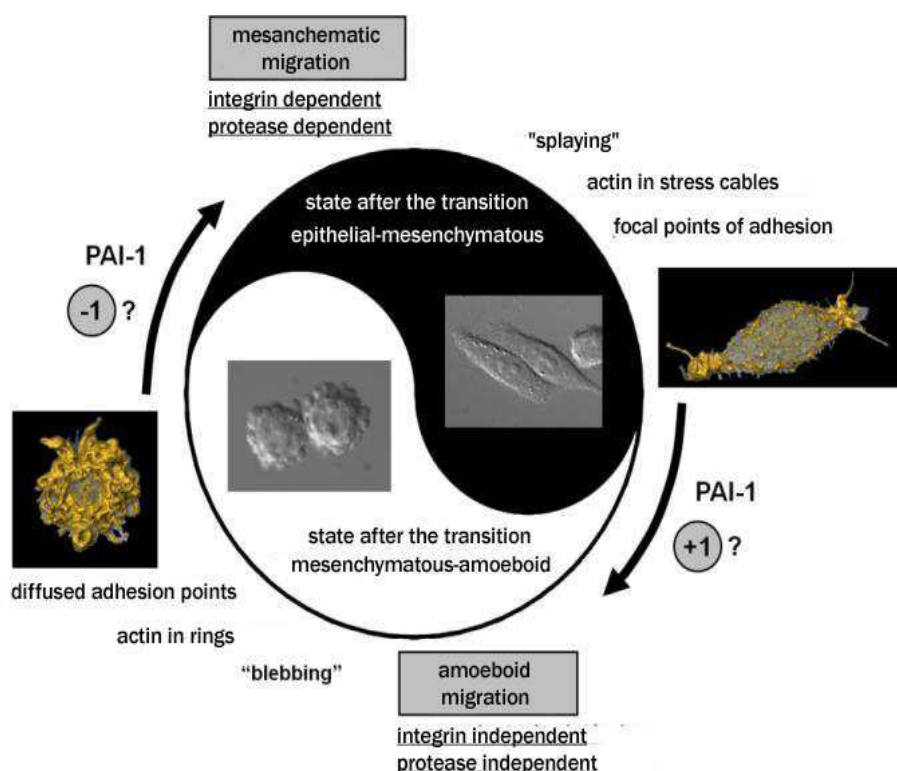 mesanchematic
migration
integrin dependent
protease dependent
"splaying"
actin in stress cables
focal points of adhesion
state after the transition
epithelial-mesenchymatous
PAI-1
-1 ?
PAI-1
+1 ?
state after the transition
mesenchymatous-amoeboid
diffused adhesion points
actin in rings
“blebbing”
amoeboid
migration
integrin independent
protease independent